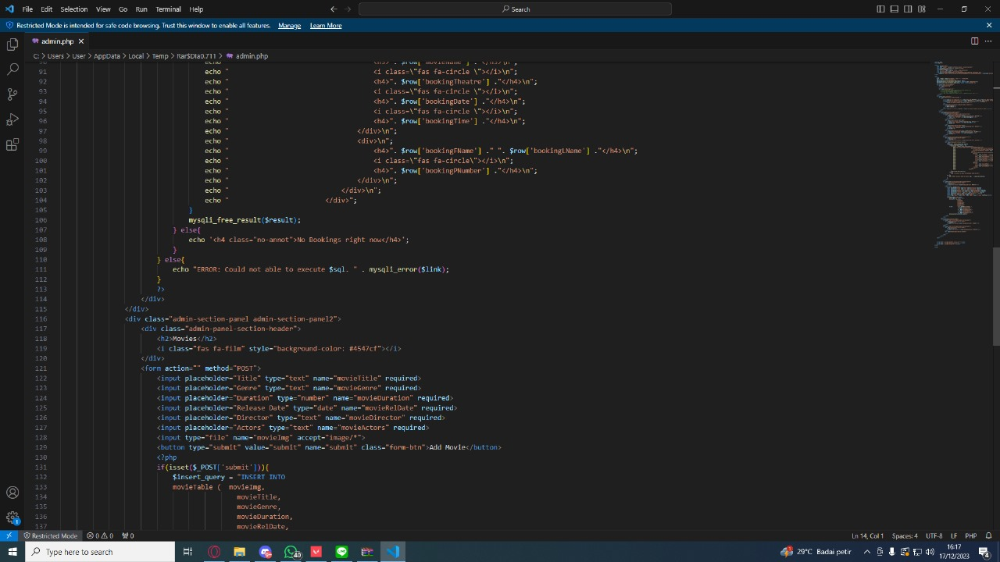 File Edit Selection View Go Run Terminal Help Search
Restricted Mode is intended for safe code browsing. Trust this window to enable all features. Manage Learn More
admin.php
C: > Users > User > AppData > Local > Temp > Rar$DIa0.711 > admin.php
90 echo " <h3>". $row['movieName'] ."</h3>\n";
91 echo " <i class=\"fas fa-circle \"></i>\n";
92 echo " <h4>". $row['bookingTheatre'] ."</h4>\n";
93 echo " <i class=\"fas fa-circle \"></i>\n";
94 echo " <h4>". $row['bookingDate'] ."</h4>\n";
95 echo " <i class=\"fas fa-circle \"></i>\n";
96 echo " <h4>". $row['bookingTime'] ."</h4>\n";
97 echo " </div>\n";
98 echo " <div>\n";
99 echo " <h4>". $row['bookingFName'] ." ". $row['bookingLName'] ."</h4>\n";
100 echo " <i class=\"fas fa-circle\"></i>\n";
101 echo " <h4>". $row['bookingPNumber'] ."</h4>\n";
102 echo " </div>\n";
103 echo " </div>\n";
104 echo " </div>";
105 }
106 mysqli_free_result($result);
107 } else{
108 echo '<h4 class="no-annot">No Bookings right now</h4>';
109 }
110 } else{
111 echo "ERROR: Could not able to execute $sql. " . mysqli_error($link);
112 }
113 ?>
114 </div>
115 </div>
116 <div class="admin-section-panel admin-section-panel2">
117 <div class="admin-panel-section-header">
118 <h2>Movies</h2>
119 <i class="fas fa-film" style="background-color: #4547cf"></i>
120 </div>
121 <form action="" method="POST">
122 <input placeholder="Title" type="text" name="movieTitle" required>
123 <input placeholder="Genre" type="text" name="movieGenre" required>
124 <input placeholder="Duration" type="number" name="movieDuration" required>
125 <input placeholder="Release Date" type="date" name="movieRelDate" required>
126 <input placeholder="Director" type="text" name="movieDirector" required>
127 <input placeholder="Actors" type="text" name="movieActors" required>
128 <input type="file" name="movieImg" accept="image/*">
129 <button type="submit" value="submit" name="submit" class="form-btn">Add Movie</button>
130 <?php
131 if(isset($_POST['submit'])){
132 $insert_query = "INSERT INTO
133 movieTable ( movieImg,
134 movieTitle,
135 movieGenre,
136 movieDuration,
137 movieRelDate,
Restricted Mode 0 0 0 Ln 14, Col 1 Spaces: 4 UTF-8 LF PHP
Type here to search 40 29°C Badai petir 16:17
17/12/2023 4